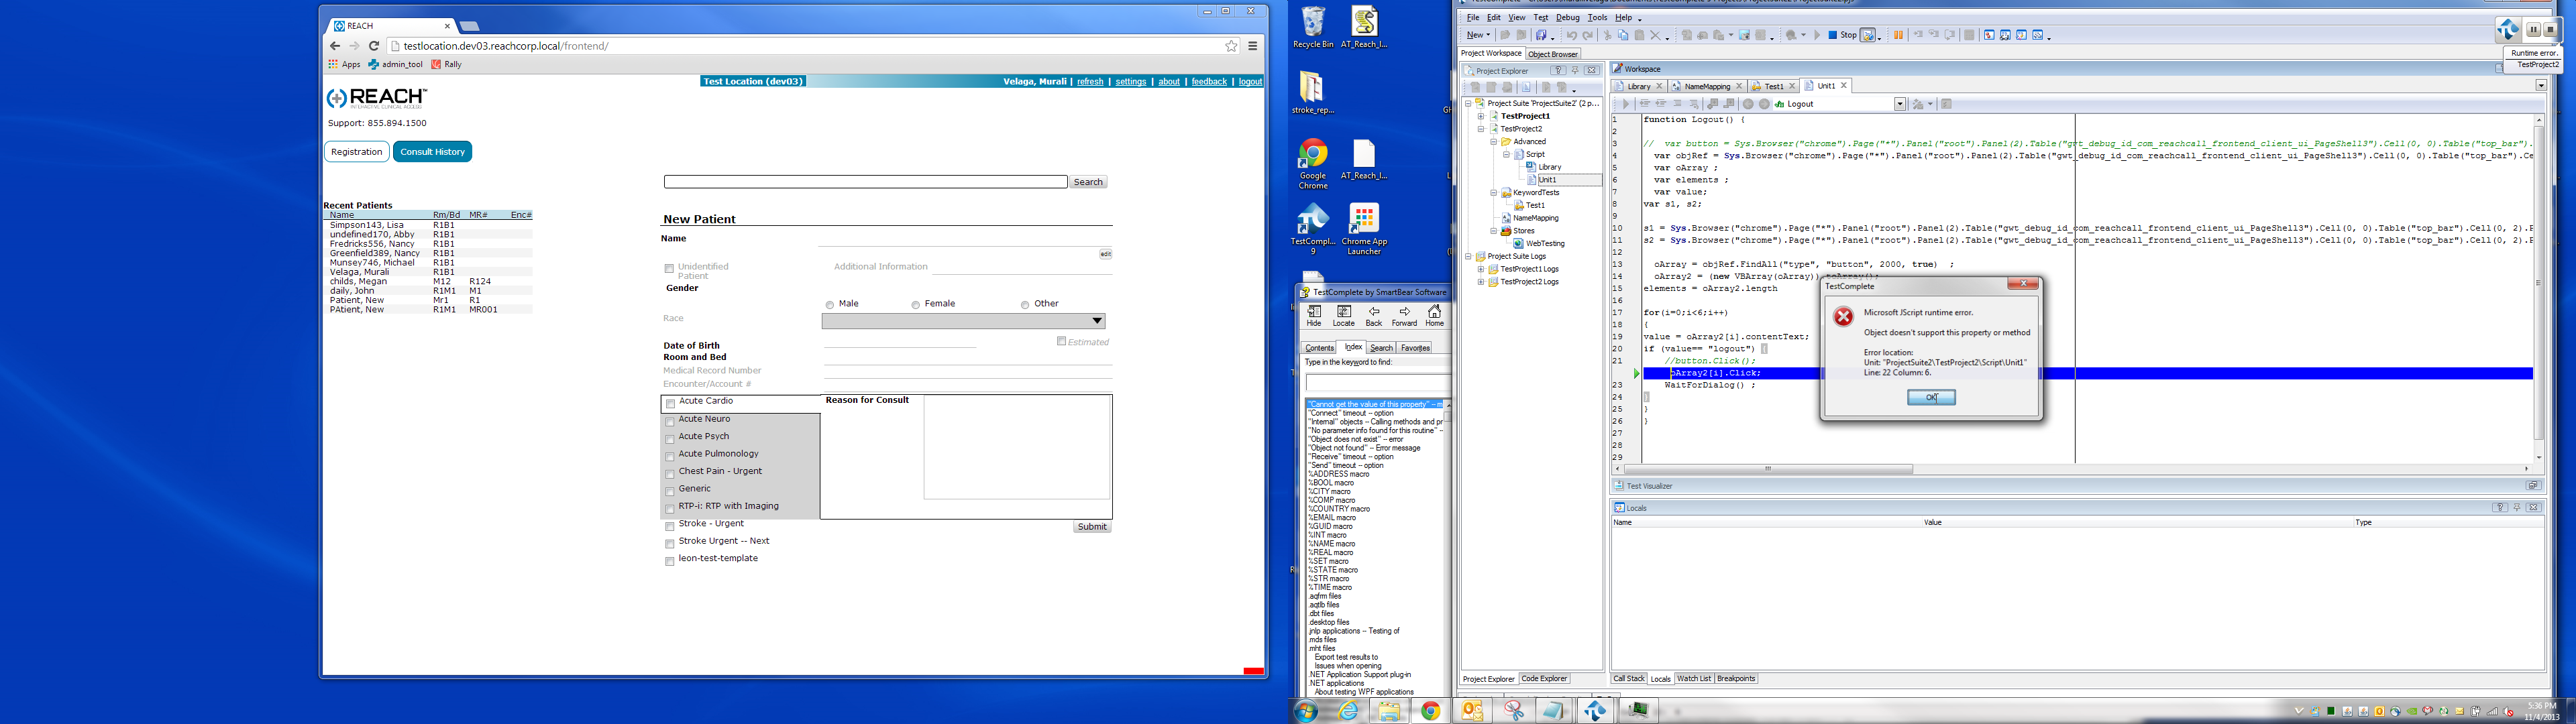 REACH
testlocation.dev03.reachcorp.local/frontend/
Apps admin_tool Rally
Test Location (dev03)
Velaga, Murali | refresh | settings | about | feedback | logout
REACH
INTERACTIVE CLINICAL ACCESS
Support: 855.894.1500
Registration Consult History
Search
Recent Patients
Name Rm/Bd MR# Enc#
Simpson143, Lisa R1B1
undefined170, Abby R1B1
Fredricks556, Nancy R1B1
Greenfield389, Nancy R1B1
Munsey746, Michael R1B1
Velaga, Murali R1B1
childs, Megan M12 R124
daily, John R1M1 M1
Patient, New Mr1 R1
PAtient, New R1M1 MR001
New Patient
Name
edit
Unidentified Patient
Additional Information
Gender
Male Female Other
Race
Date of Birth
Estimated
Room and Bed
Medical Record Number
Encounter/Account #
Acute Cardio
Acute Neuro
Acute Psych
Acute Pulmonology
Chest Pain - Urgent
Generic
RTP-i: RTP with Imaging
Stroke - Urgent
Stroke Urgent -- Next
leon-test-template
Reason for Consult
Submit
Recycle Bin
AT_Reach_I...
stroke_rep...
Google Chrome
AT_Reach_I...
TestCompl... 9
Chrome App Launcher
TestComplete by SmartBear Software
Hide Locate Back Forward Home
Contents Index Search Favorites
Type in the keyword to find:
"Cannot get the value of this property" -- m
"Connect" timeout -- option
"Internal" objects -- Calling methods and pr
"No parameter info found for this routine" --
"Object does not exist" -- error
"Object not found" -- Error message
"Receive" timeout -- option
"Send" timeout -- option
%ADDRESS macro
%BOOL macro
%CITY macro
%COMP macro
%COUNTRY macro
%EMAIL macro
%GUID macro
%INT macro
%NAME macro
%REAL macro
%SET macro
%STATE macro
%STR macro
%TIME macro
.aqfm files
.aqtlb files
.dbt files
.desktop files
.jnlp applications -- Testing of
.mds files
.mht files
Export test results to
Issues when opening
.NET Application Support plug-in
.NET applications
About testing WPF applications
File Edit View Test Debug Tools Help
New
Stop
Runtime error.
TestProject2
Project Workspace Object Browser
Project Explorer
Project Suite 'ProjectSuite2' (2 p...
TestProject1
TestProject2
Advanced
Script
Library
Unit1
KeywordTests
Test1
NameMapping
Stores
WebTesting
Project Suite Logs
TestProject1 Logs
TestProject2 Logs
Project Explorer Code Explorer
Workspace
Library NameMapping Test1 Unit1
Logout
1 function Logout() {
2
3 // var button = Sys.Browser("chrome").Page("*").Panel("root").Panel(2).Table("gwt_debug_id_com_reachcall_frontend_client_ui_PageShell3").Cell(0, 0).Table("top_bar").
4 var objRef = Sys.Browser("chrome").Page("*").Panel("root").Panel(2).Table("gwt_debug_id_com_reachcall_frontend_client_ui_PageShell3").Cell(0, 0).Table("top_bar").Ce
5 var oArray ;
6 var elements ;
7 var value;
8 var s1, s2;
9
10 s1 = Sys.Browser("chrome").Page("*").Panel("root").Panel(2).Table("gwt_debug_id_com_reachcall_frontend_client_ui_PageShell3").Cell(0, 0).Table("top_bar").Cell(0, 2).
11 s2 = Sys.Browser("chrome").Page("*").Panel("root").Panel(2).Table("gwt_debug_id_com_reachcall_frontend_client_ui_PageShell3").Cell(0, 0).Table("top_bar").Cell(0, 2).
12
13 oArray = objRef.FindAll("type", "button", 2000, true) ;
14 oArray2 = (new VBArray(oArray)).toArray();
15 elements = oArray2.length
16
17 for(i=0;i<6;i++)
18 {
19 value = oArray2[i].contentText;
20 if (value== "logout") {
21 //button.Click();
oArray2[i].Click;
23 WaitForDialog() ;
24 }
25 }
26 }
27
28
29
TestComplete
Microsoft JScript runtime error.
Object doesn't support this property or method
Error location:
Unit: "ProjectSuite2\TestProject2\Script\Unit1"
Line: 22 Column: 6.
OK
Test Visualizer
Locals
Name Value Type
Call Stack Locals Watch List Breakpoints
5:36 PM
11/4/2013